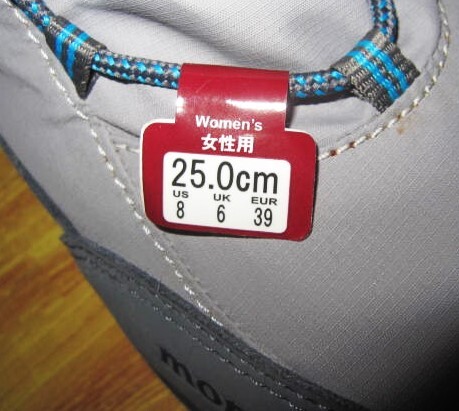 Women's
女性用
25.0cm
US UK EUR
8 6 39